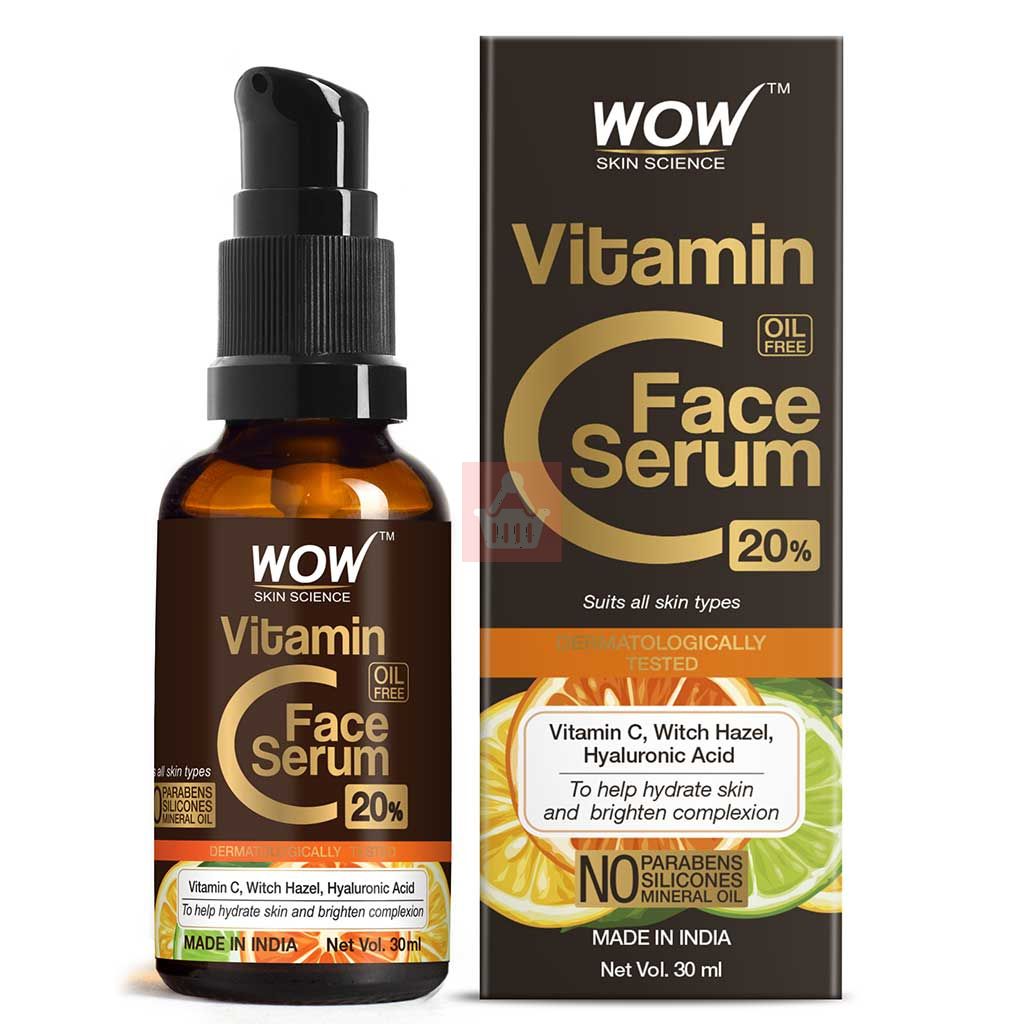 WOW™
SKIN SCIENCE
Vitamin
C
OIL
FREE
Face
Serum
20%
all skin types
PARABENS
SILICONES
MINERAL OIL
DERMATOLOGICALLY TESTED
Vitamin C, Witch Hazel, Hyaluronic Acid
To help hydrate skin and brighten complexion
MADE IN INDIA Net Vol. 30ml
WOW™
SKIN SCIENCE
Vitamin
C
OIL
FREE
Face
Serum
20%
Suits all skin types
DERMATOLOGICALLY
TESTED
Vitamin C, Witch Hazel,
Hyaluronic Acid
To help hydrate skin
and brighten complexion
NO PARABENS
SILICONES
MINERAL OIL
MADE IN INDIA
Net Vol. 30 ml